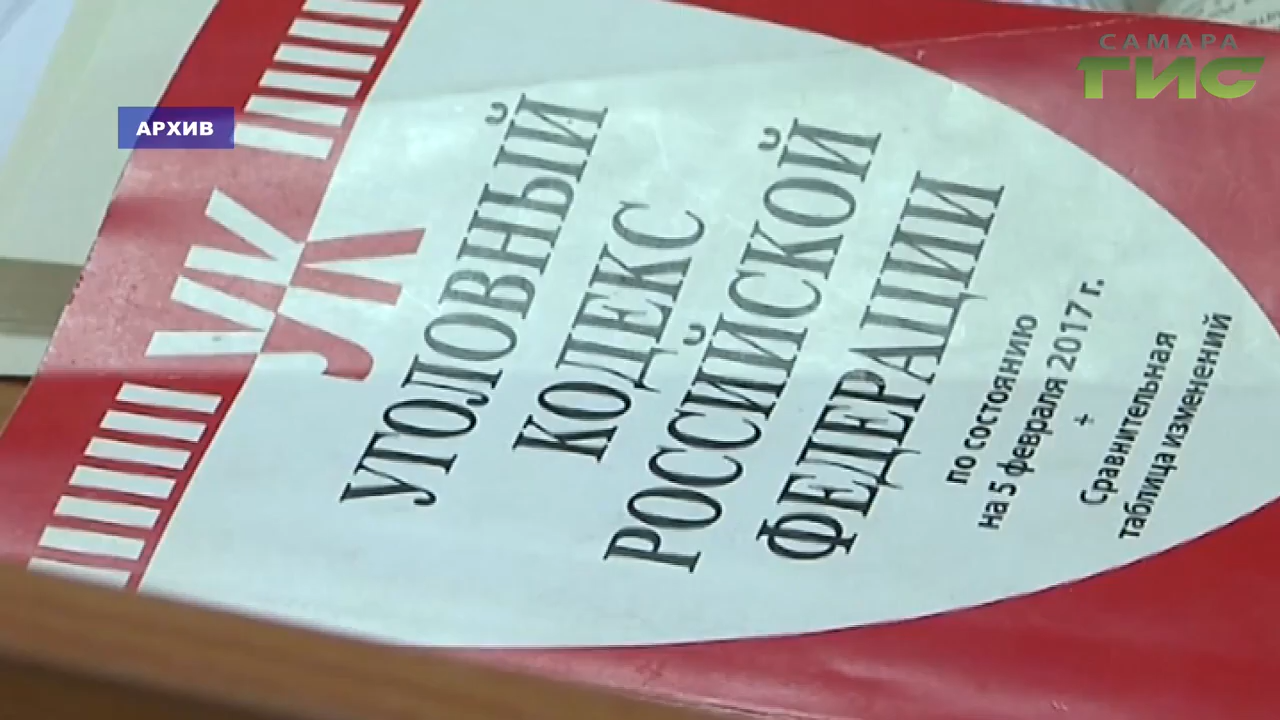 САМАРА
ГИС
АРХИВ
УК
УГОЛОВНЫЙ
КОДЕКС
РОССИЙСКОЙ
ФЕДЕРАЦИИ
по состоянию
на 5 февраля 2017 г.
+
Сравнительная
таблица изменений